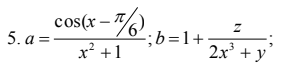 5. a = cos(x − π/6) / (x² + 1); b = 1 + z / (2x³ + y);